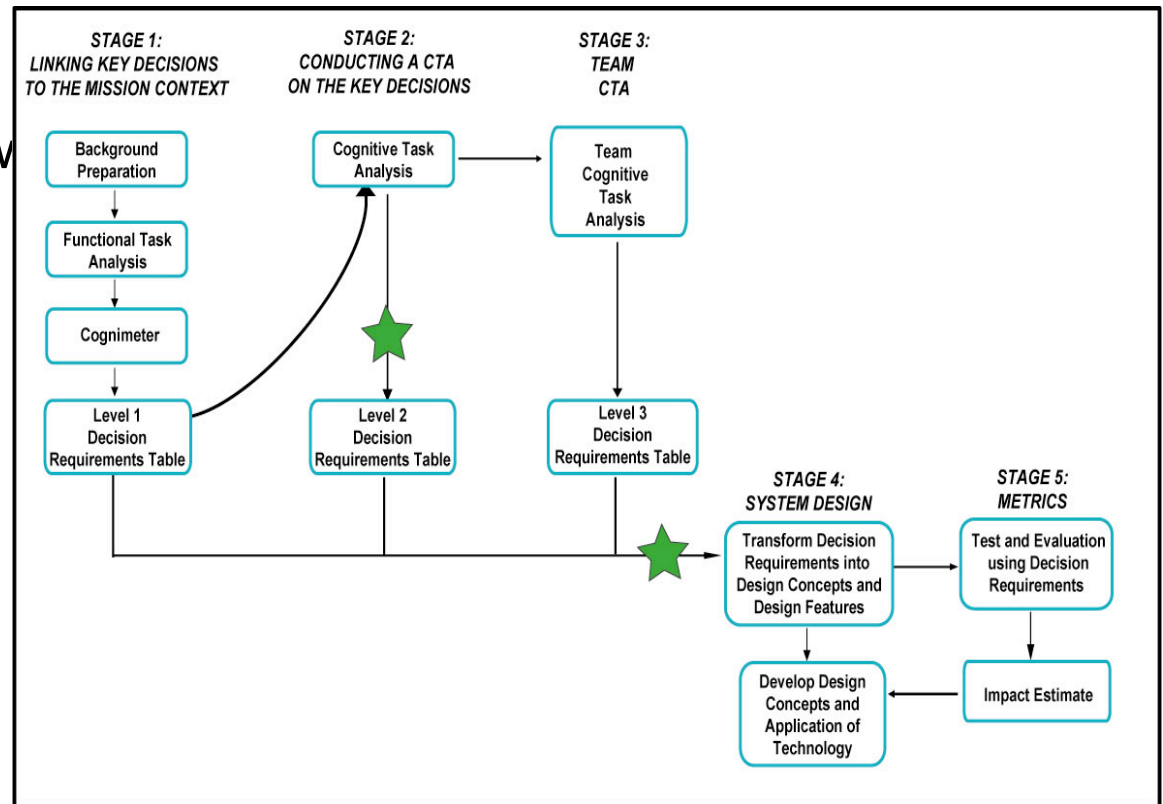 STAGE 1:
LINKING KEY DECISIONS
TO THE MISSION CONTEXT
Background
Preparation
Functional Task
Analysis
Cognimeter
Level 1
Decision
Requirements Table
STAGE 2:
CONDUCTING A CTA
ON THE KEY DECISIONS
Cognitive Task
Analysis
Level 2
Decision
Requirements Table
STAGE 3:
TEAM
CTA
Team
Cognitive
Task
Analysis
Level 3
Decision
Requirements Table
STAGE 4:
SYSTEM DESIGN
Transform Decision
Requirements into
Design Concepts and
Design Features
Develop Design
Concepts and
Application of
Technology
STAGE 5:
METRICS
Test and Evaluation
using Decision
Requirements
Impact Estimate